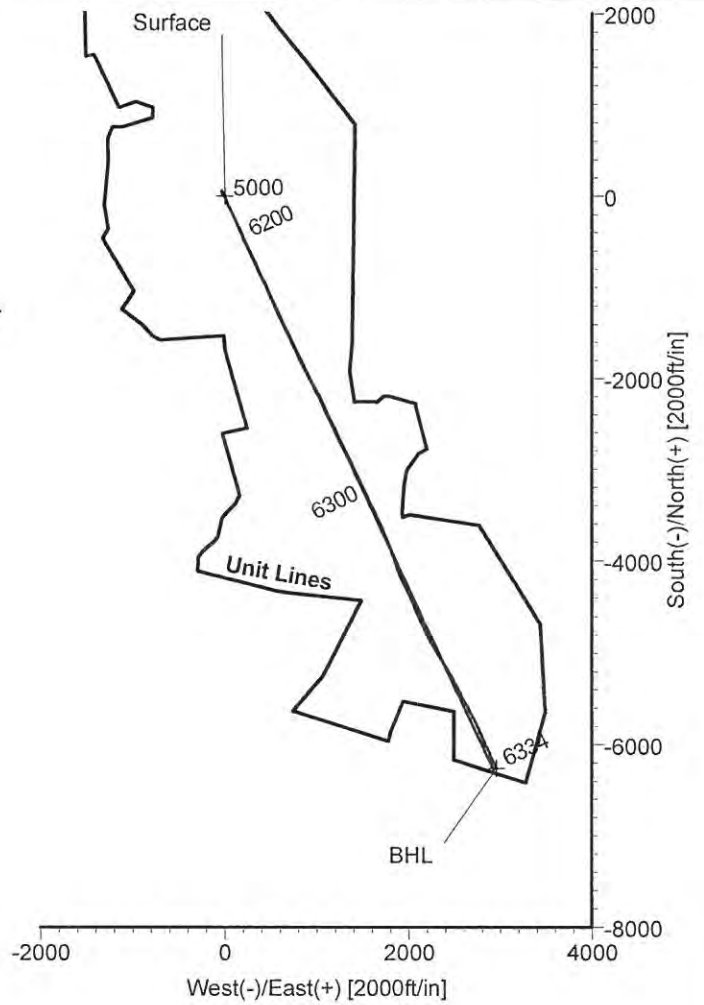 Surface
2000
5000
0
6200
-2000
South(-)/North(+) [2000ft/in]
6300
-4000
Unit Lines
6334
-6000
BHL
-8000
-2000 0 2000 4000
West(-)/East(+) [2000ft/in]